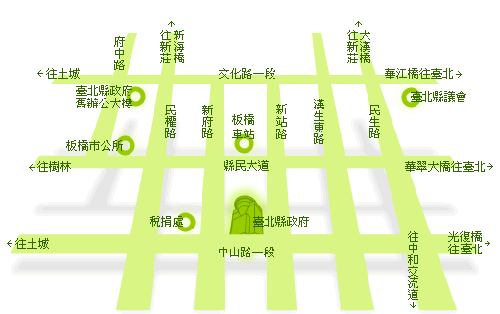 ↑往新莊
新海橋
↑往新莊
大漢橋
府中路
←往土城
文化路一段
華江橋往臺北→
臺北縣政府
舊辦公大樓
臺北縣議會
民權路
新府路
板橋
車站
新站路
漢生東路
民生路
板橋市公所
←往樹林
縣民大道
華翠大橋往臺北→
稅捐處
臺北縣政府
←往土城
中山路一段
往中和交流道↓
光復橋
往臺北→